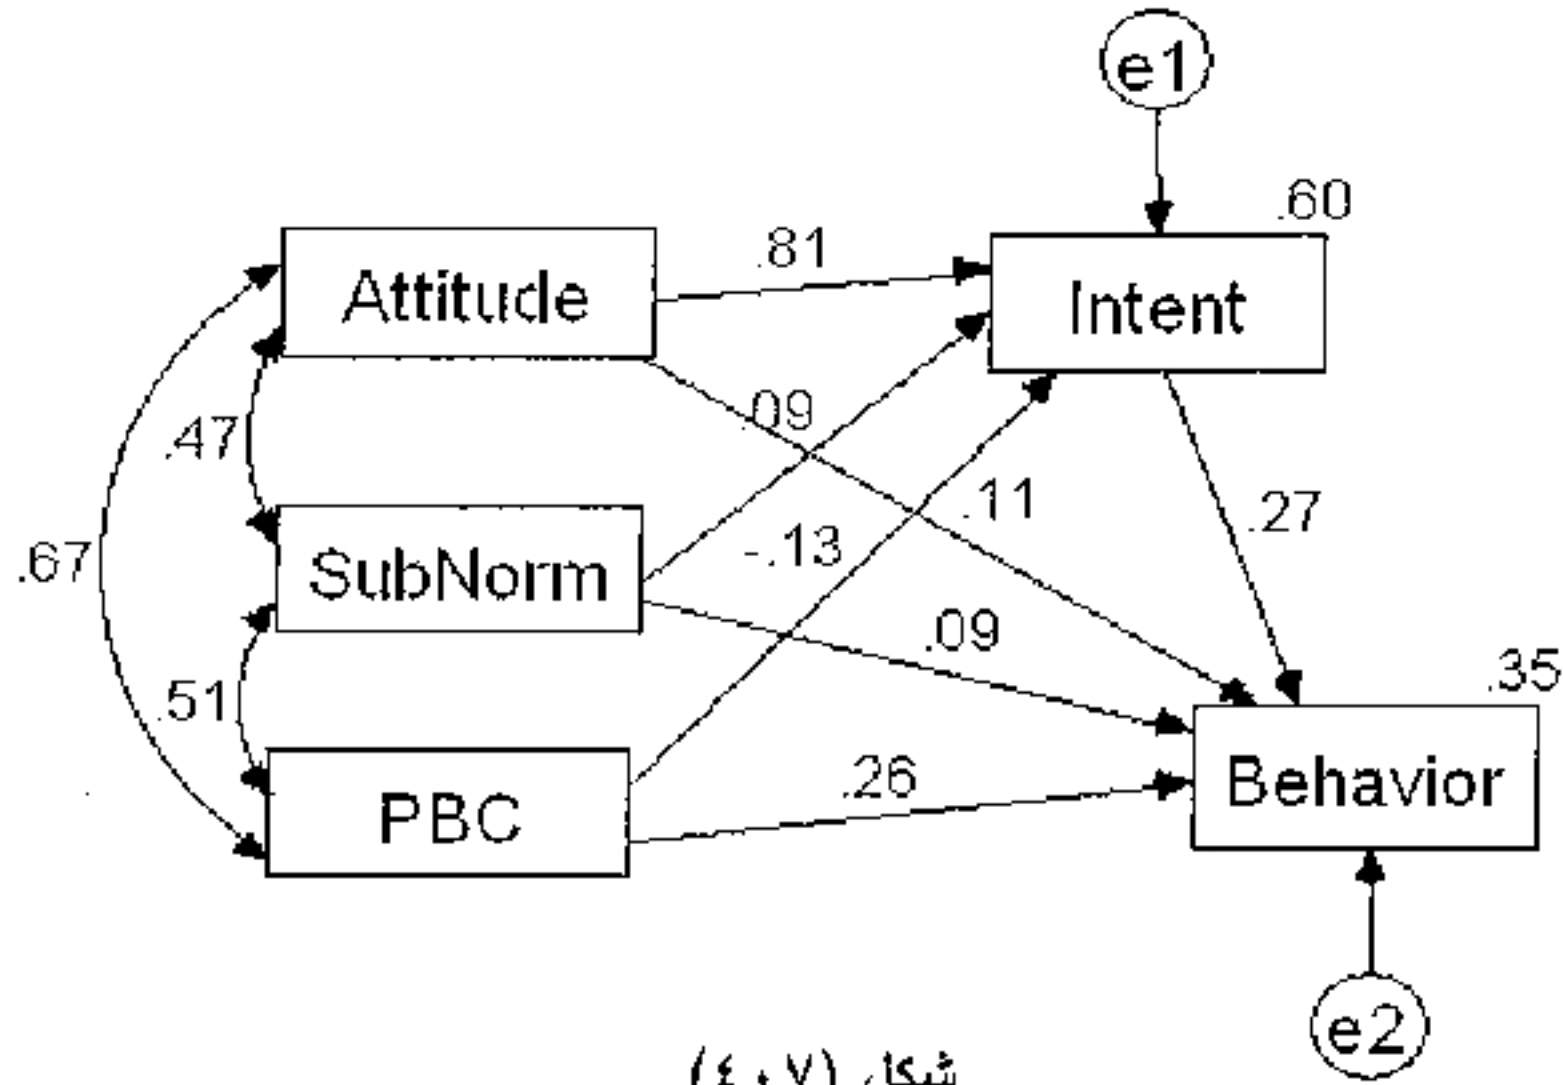 e1
.60
Attitude
.81
Intent
.09
.47
.11
.27
-.13
.67
SubNorm
.09
.35
.51
.26
PBC
Behavior
e2
شكل (٤٠٧)